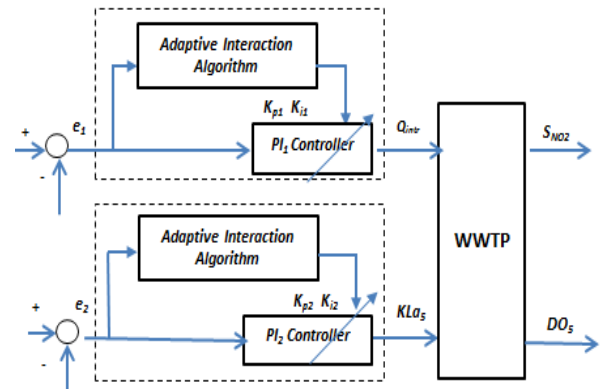 Adaptive Interaction
Algorithm
e1
Kp1 Ki1
Qintr
SNO2
+
PI1 Controller
-
WWTP
Adaptive Interaction
Algorithm
e2
Kp2 Ki2
KLa5
DO5
+
PI2 Controller
-